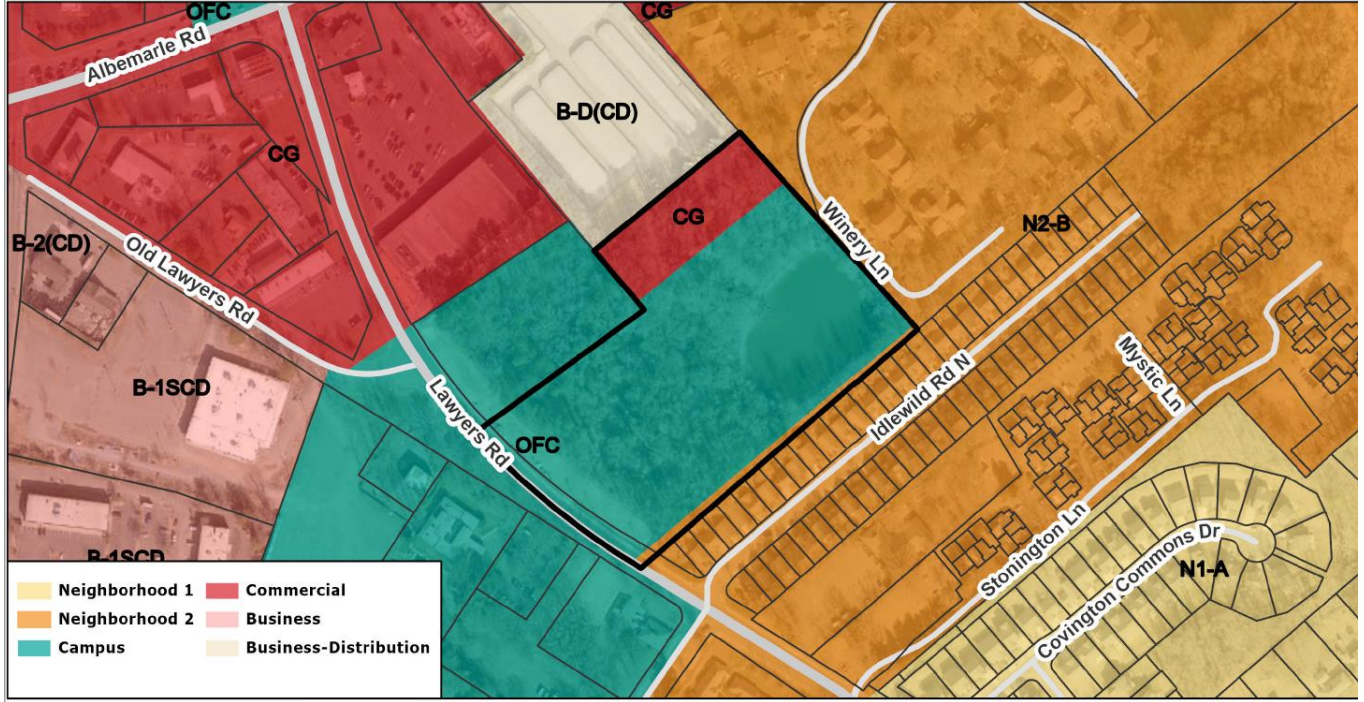 OFC
CG
Albemarle Rd
B-D(CD)
CG
CG
Winery Ln
N2-B
B-2(CD)
Old Lawyers Rd
Mystic Ln
B-1SCD
Idlewild Rd N
Lawyers Rd
OFC
Stonington Ln
Covington Commons Dr
B-1SCD
N1-A
Neighborhood 1
Neighborhood 2
Campus
Commercial
Business
Business-Distribution